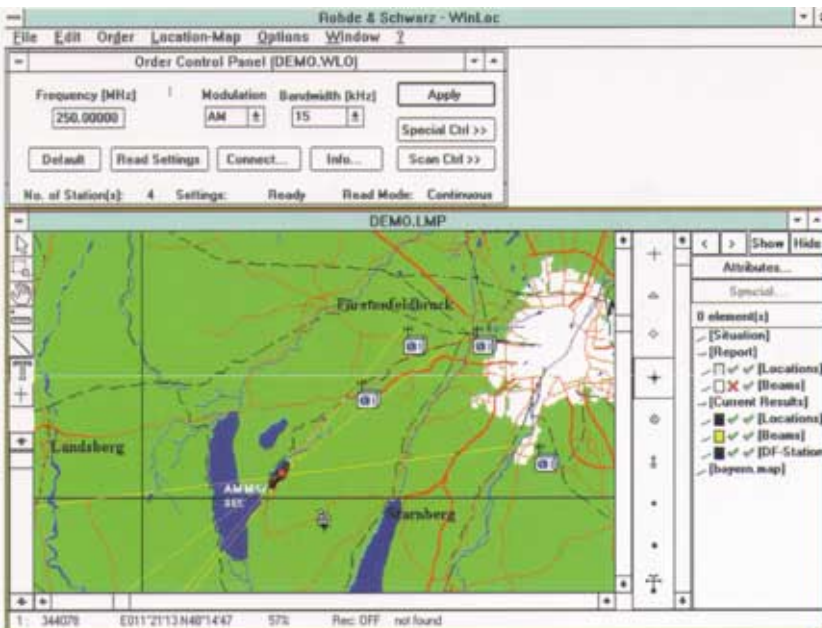 Rohde & Schwarz - WinLoc
File Edit Order Location-Map Options Window ?
Order Control Panel (DEMO.WLO)
Frequency [MHz] Modulation Bandwidth [kHz] Apply
250.00000 AM 15
Special Ctrl >>
Default Read Settings Connect... Info... Scan Ctrl >>
No. of Station(s): 4 Settings: Ready Read Mode: Continuous
DEMO.LMP
< > Show Hide
Attributes...
Special...
0 element(s)
[Situation]
[Report]
[Locations]
[Beams]
[Current Results]
[Locations]
[Beams]
[DF-Station
[bayern.map]
Fürstenfeldbruck
Landsberg
Starnberg
1: 344078 E011°21'13 N48°14'47 57% Rec: OFF not found